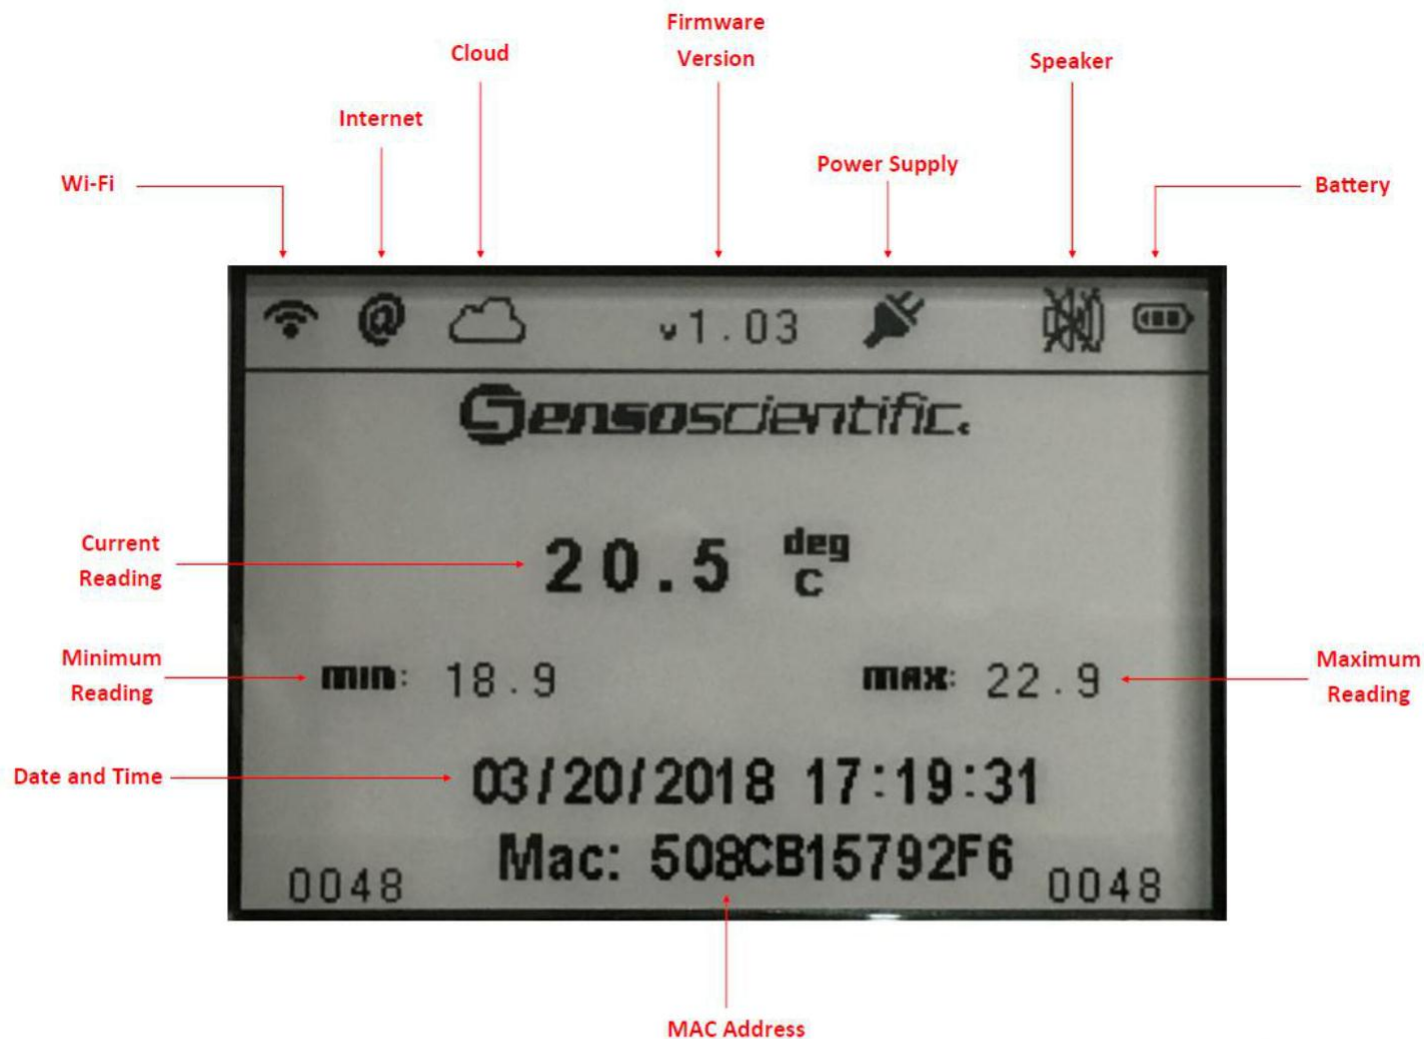 Firmware
Version
Cloud
Speaker
Internet
Power Supply
Wi-Fi
Battery
@
v1.03
Sensoscientific.
Current
Reading
20.5 deg
C
Minimum
Reading
min: 18.9
max: 22.9
Maximum
Reading
Date and Time
03/20/2018 17:19:31
Mac: 508CB15792F6
0048
0048
MAC Address